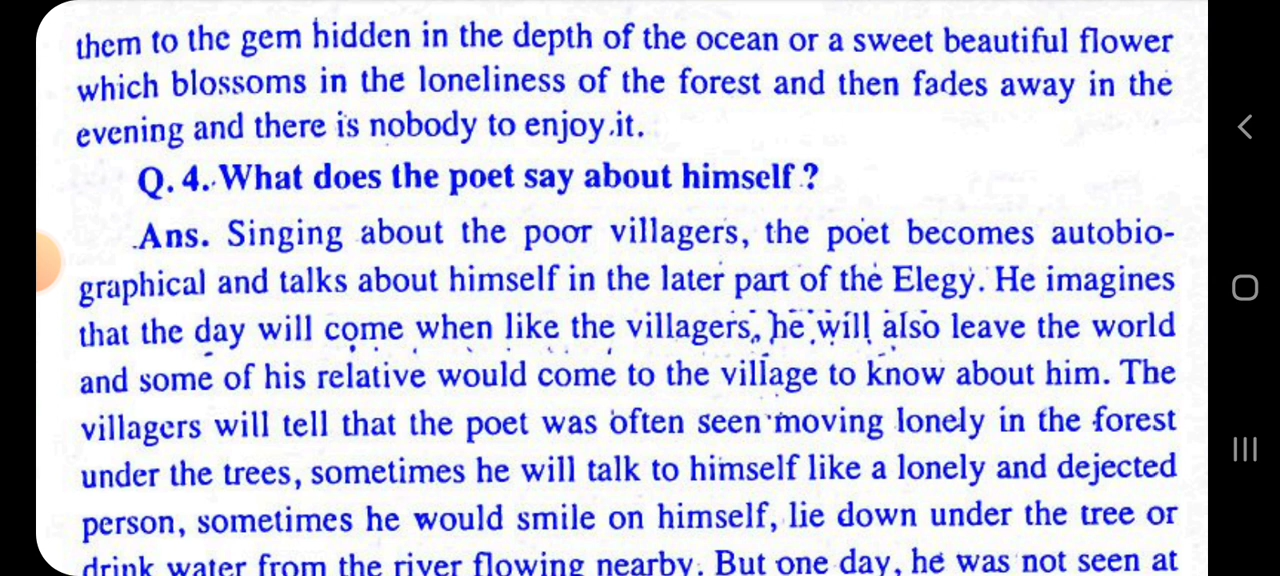 them to the gem hidden in the depth of the ocean or a sweet beautiful flower
which blossoms in the loneliness of the forest and then fades away in the
evening and there is nobody to enjoy it.
Q. 4. What does the poet say about himself ?
Ans. Singing about the poor villagers, the poet becomes autobio-
graphical and talks about himself in the later part of the Elegy. He imagines
that the day will come when like the villagers, he will also leave the world
and some of his relative would come to the village to know about him. The
villagers will tell that the poet was often seen moving lonely in the forest
under the trees, sometimes he will talk to himself like a lonely and dejected
person, sometimes he would smile on himself, lie down under the tree or
drink water from the river flowing nearby. But one day, he was not seen at